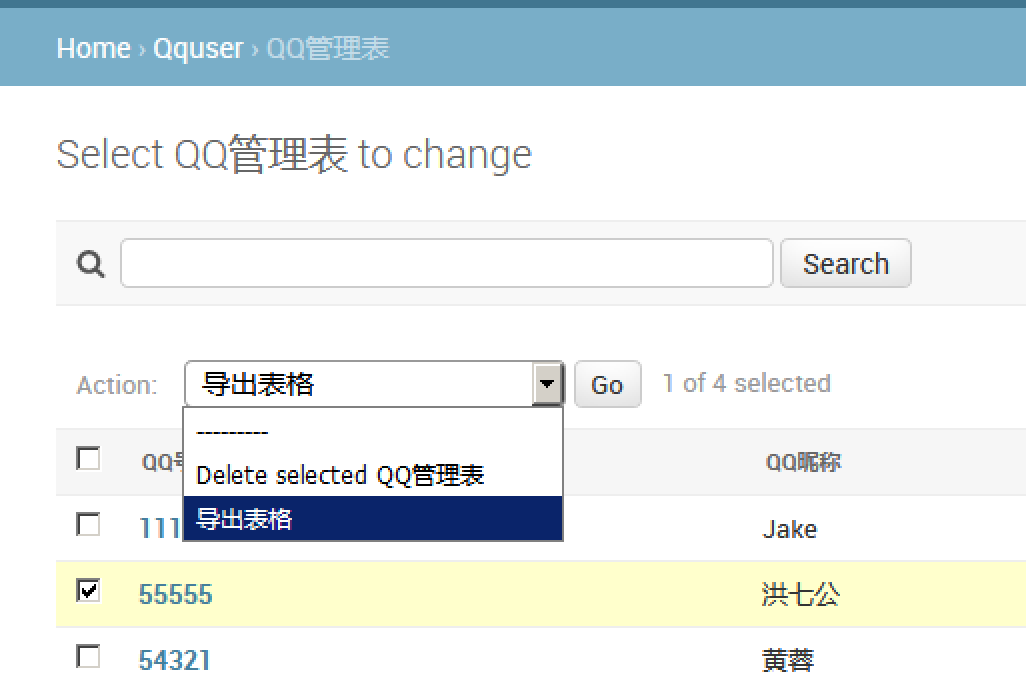 Home › Qquser › QQ管理表
Select QQ管理表 to change
Search
Action: 导出表格 Go 1 of 4 selected
---------
Delete selected QQ管理表
导出表格
QQ QQ昵称
111 Jake
55555 洪七公
54321 黄蓉